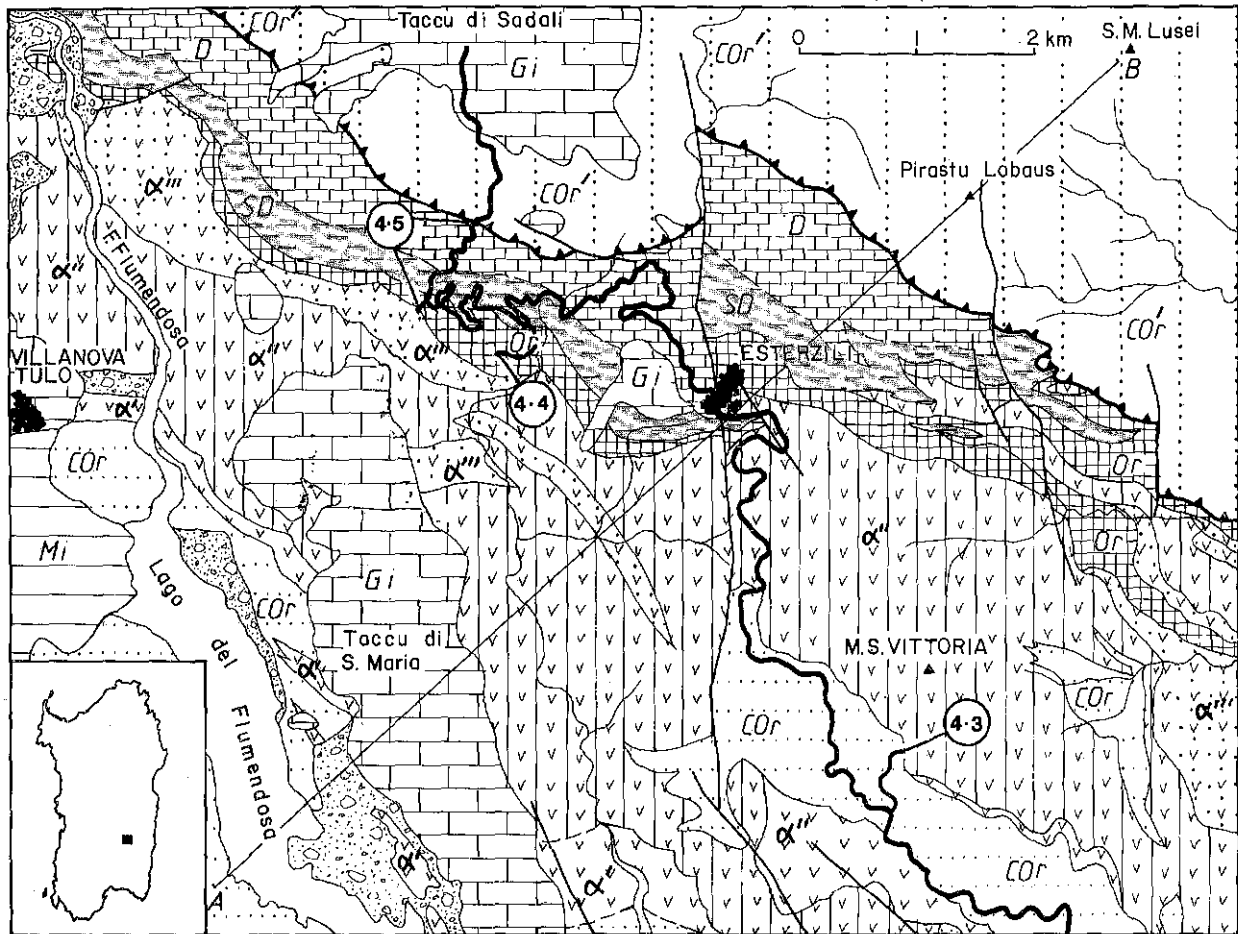 COr'
Taccu di Sadali
COr'
0
2 km
S.M. Lusei
B
D
Gi
Pirastu Lobaus
COr'
α'''
SD
4·5
D
α''
F.Flumendosa
SD
COr'
VILLANOVA
TULO
α''
α'''
Or
Gi
ESTERZILI
α'
4·4
Or
COr
α'''
α''
Or
Mi
Lago
del
Flumendosa
COr
Gi
Taccu di
S. Maria
α'
M.S. VITTORIA
COr
α'''
COr
4·3
α''
α''
α'
COr
A